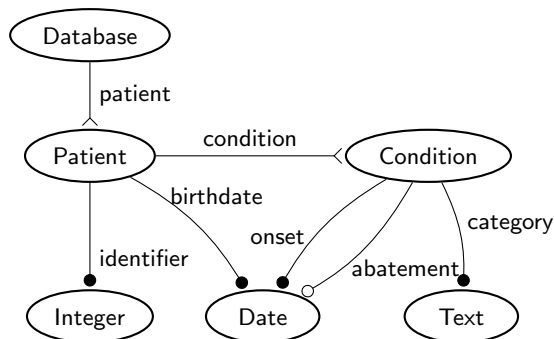 Database
patient
condition
Patient
Condition
birthdate
category
onset
identifier
abatement
Integer
Date
Text